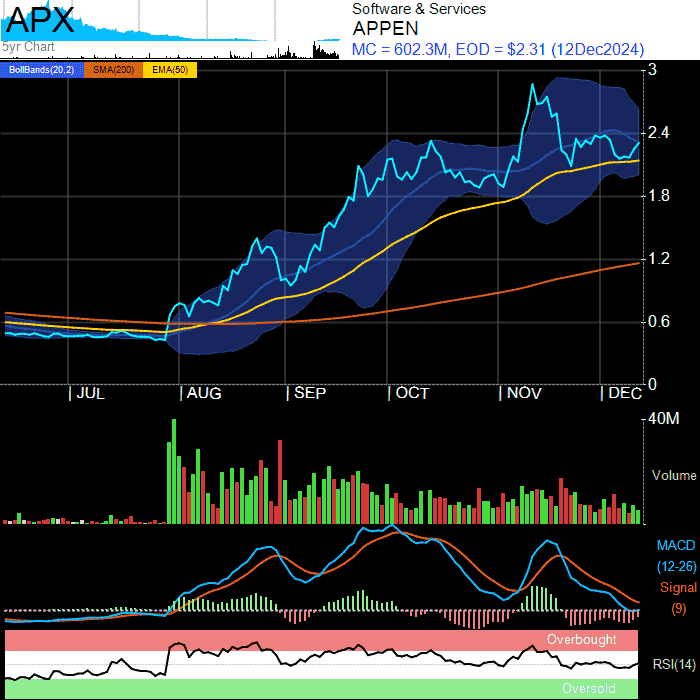 APX
5yr Chart
Software & Services
APPEN
MC = 602.3M, EOD = $2.31 (12Dec2024)
BollBands(20,2) SMA(200) EMA(50)
3
2.4
1.8
1.2
0.6
0
| JUL | AUG | SEP | OCT | NOV | DEC
40M
Volume
MACD
(12-26)
Signal
(9)
Overbought
RSI(14)
Oversold